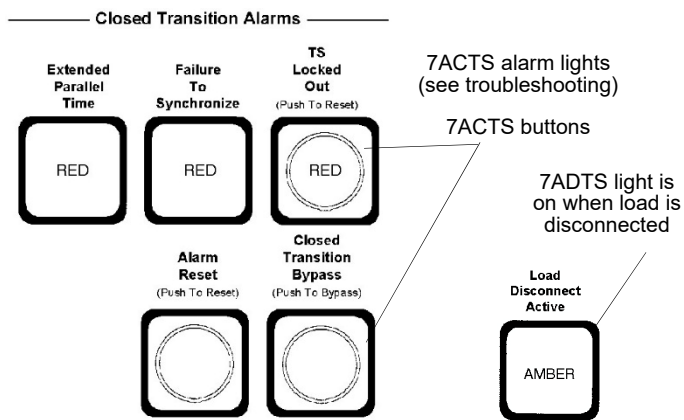 Closed Transition Alarms
Extended
Parallel
Time
Failure
To
Synchronize
TS
Locked
Out
(Push To Reset)
7ACTS alarm lights
(see troubleshooting)
7ACTS buttons
RED
RED
RED
7ADTS light is
on when load is
disconnected
Alarm
Reset
(Push To Reset)
Closed
Transition
Bypass
(Push To Bypass)
Load
Disconnect
Active
AMBER